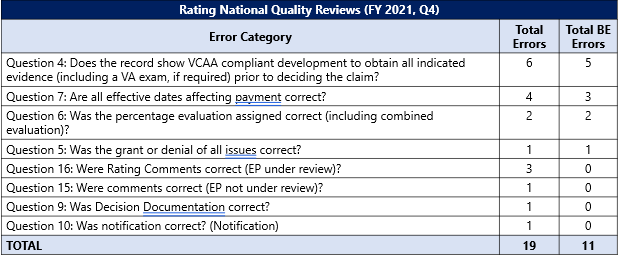 Rating National Quality Reviews (FY 2021, Q4)
Error Category
Total
Errors
Total BE
Errors
Question 4: Does the record show VCAA compliant development to obtain all indicated
evidence (including a VA exam, if required) prior to deciding the claim?
6
5
Question 7: Are all effective dates affecting payment correct?
4
3
Question 6: Was the percentage evaluation assigned correct (including combined
evaluation)?
2
2
Question 5: Was the grant or denial of all issues correct?
1
1
Question 16: Were Rating Comments correct (EP under review)?
3
0
Question 15: Were comments correct (EP not under review)?
1
0
Question 9: Was Decision Documentation correct?
1
0
Question 10: Was notification correct? (Notification)
1
0
TOTAL
19
11